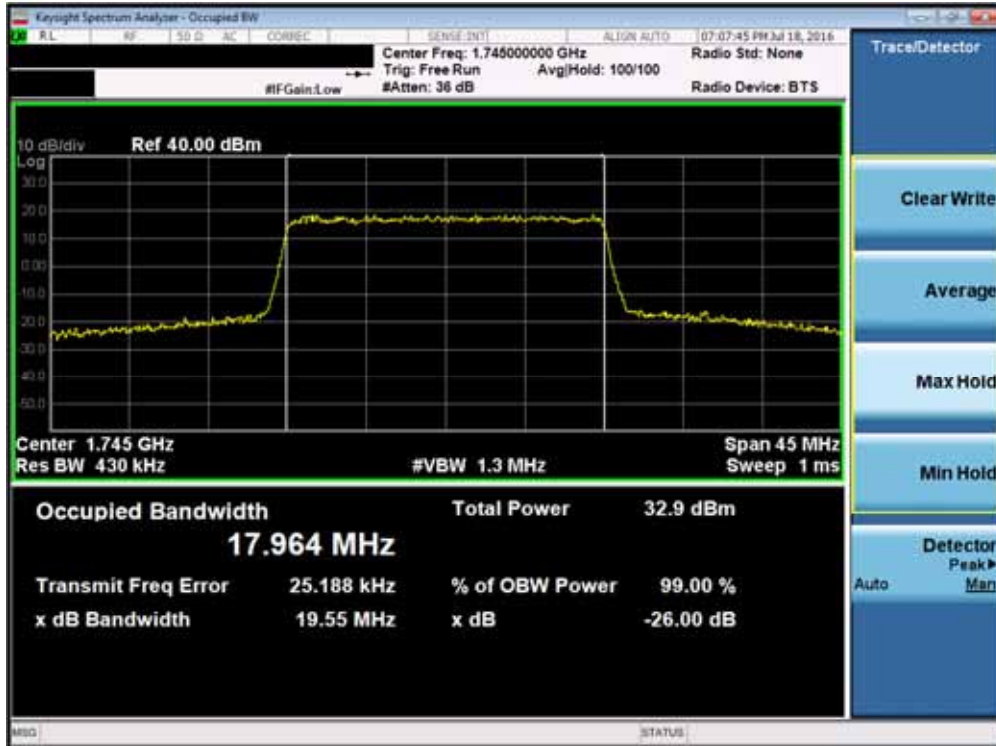 Keysight Spectrum Analyzer - Occupied BW
RL RF 50 Ω AC CORREC SENSE:INT ALIGN AUTO 07:07:45 PM Jul 18, 2016
Center Freq: 1.745000000 GHz Radio Std: None
Trig: Free Run Avg|Hold: 100/100
#IFGain:Low #Atten: 36 dB Radio Device: BTS
Trace/Detector
10 dB/div Ref 40.00 dBm
Log
30.0
20.0
10.0
0.00
-10.0
-20.0
-30.0
-40.0
-50.0
Center 1.745 GHz Span 45 MHz
Res BW 430 kHz #VBW 1.3 MHz Sweep 1 ms
Occupied Bandwidth Total Power 32.9 dBm
17.964 MHz
Transmit Freq Error 25.188 kHz % of OBW Power 99.00 %
x dB Bandwidth 19.55 MHz x dB -26.00 dB
Clear Write
Average
Max Hold
Min Hold
Detector
Peak▶
Auto Man
MSG STATUS